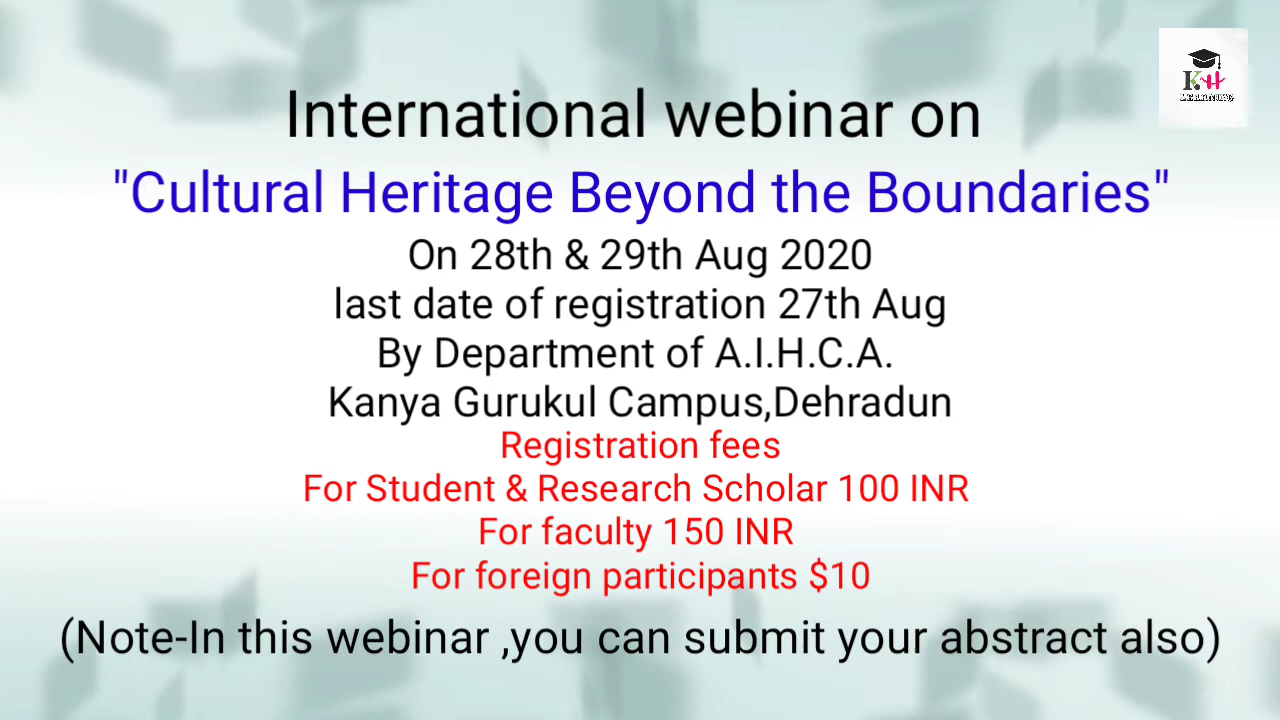 International webinar on
"Cultural Heritage Beyond the Boundaries"
On 28th & 29th Aug 2020
last date of registration 27th Aug
By Department of A.I.H.C.A.
Kanya Gurukul Campus,Dehradun
Registration fees
For Student & Research Scholar 100 INR
For faculty 150 INR
For foreign participants $10
(Note-In this webinar ,you can submit your abstract also)
KH